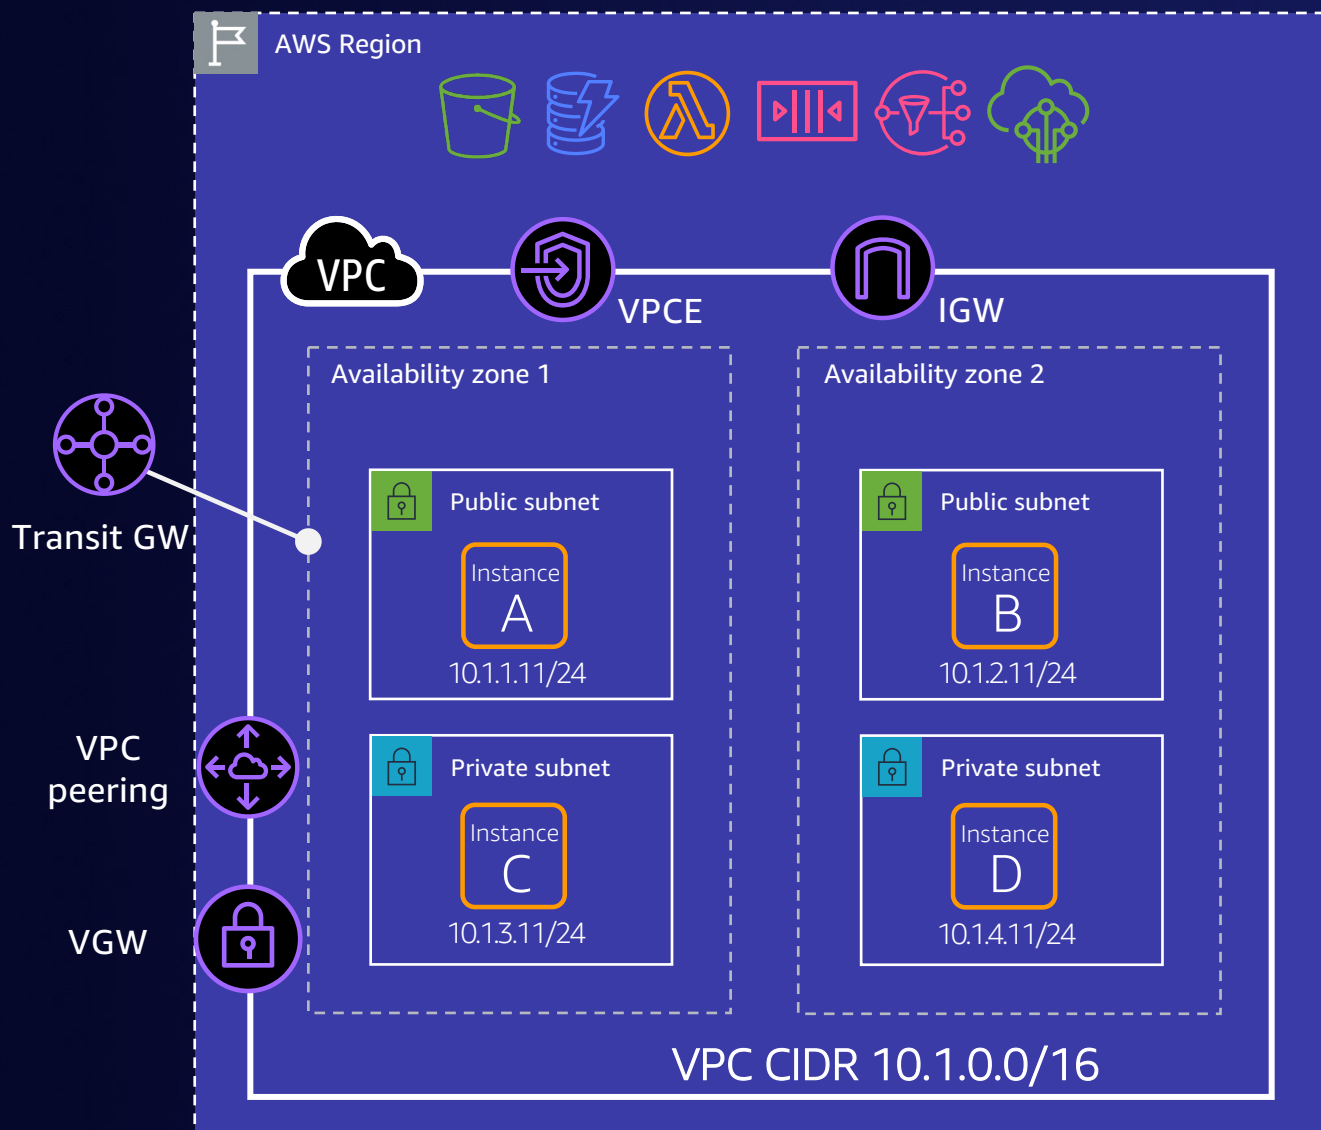 AWS Region
VPC
VPCE
IGW
Availability zone 1
Availability zone 2
Transit GW
Public subnet
Instance
A
10.1.1.11/24
Public subnet
Instance
B
10.1.2.11/24
VPC
peering
Private subnet
Instance
C
10.1.3.11/24
Private subnet
Instance
D
10.1.4.11/24
VGW
VPC CIDR 10.1.0.0/16